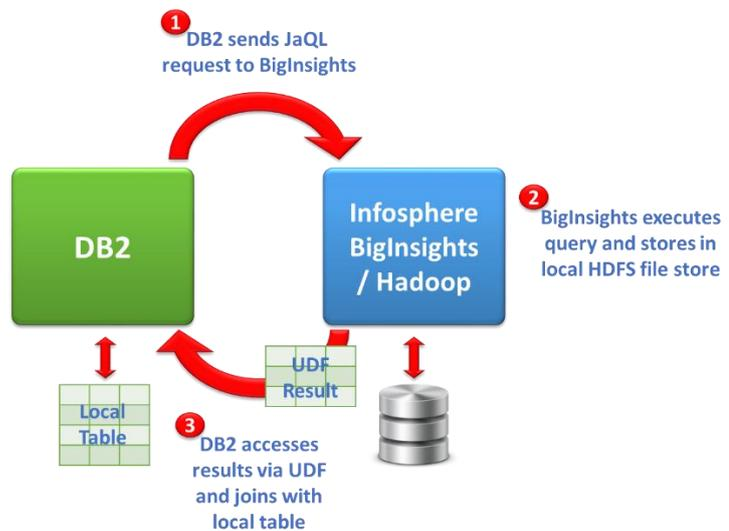 1
DB2 sends JaQL
request to BigInsights
DB2
Infosphere
BigInsights
/ Hadoop
2
BigInsights executes
query and stores in
local HDFS file store
UDF
Result
Local
Table
3
DB2 accesses
results via UDF
and joins with
local table